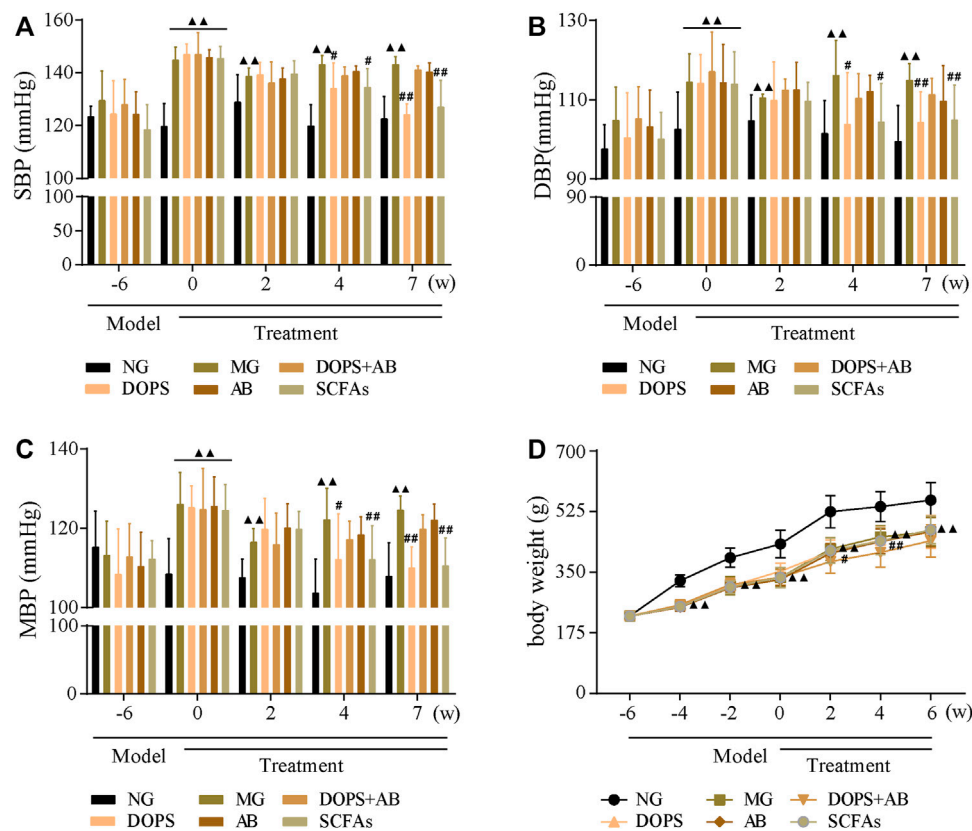 A
SBP (mmHg)
160
140
120
100
100
50
0
▲▲
▲▲
▲▲
#
#
▲▲
##
##
-6
0
2
4
7
(w)
Model
Treatment
NG
MG
DOPS+AB
DOPS
AB
SCFAs
B
DBP(mmHg)
130
110
90
90
0
▲▲
▲▲
▲▲
#
#
▲▲
##
##
-6
0
2
4
7
(w)
Model
Treatment
NG
MG
DOPS+AB
DOPS
AB
SCFAs
C
MBP (mmHg)
140
120
100
100
0
▲▲
▲▲
▲▲
#
##
▲▲
##
##
-6
0
2
4
7
(w)
Model
Treatment
NG
MG
DOPS+AB
DOPS
AB
SCFAs
D
body weight (g)
700
525
350
175
0
▲▲
▲▲
▲▲
▲▲
#
▲▲
##
▲▲
-6
-4
-2
0
2
4
6
(w)
Model
Treatment
NG
MG
DOPS+AB
DOPS
AB
SCFAs